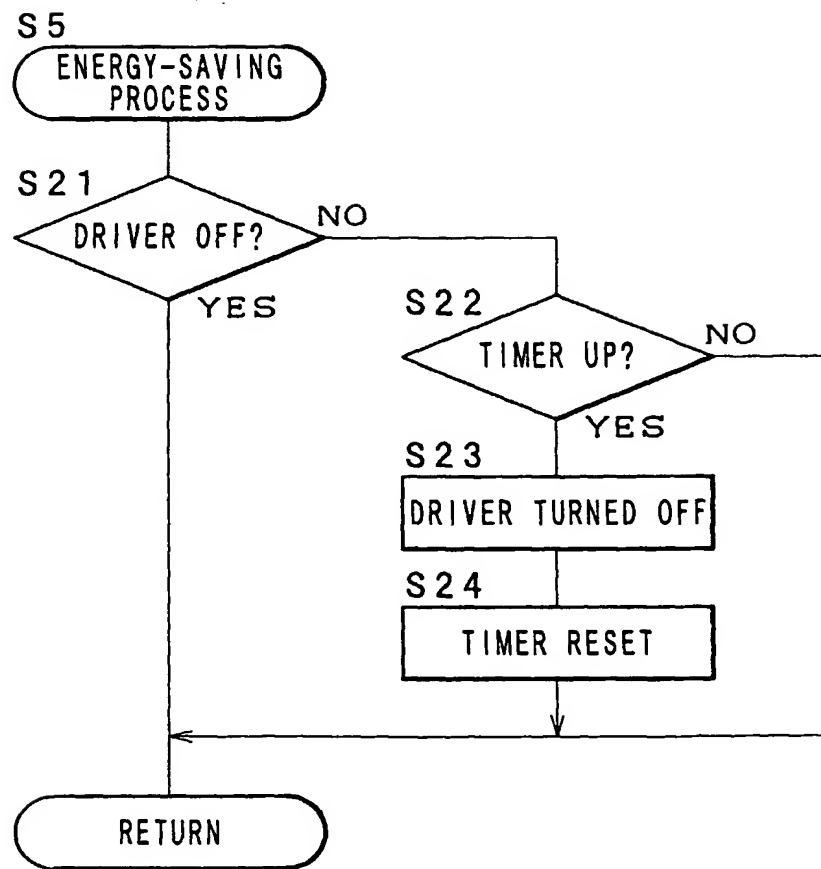 S5
ENERGY-SAVING
PROCESS
S21
DRIVER OFF?
NO
YES
S22
TIMER UP?
NO
YES
S23
DRIVER TURNED OFF
S24
TIMER RESET
RETURN